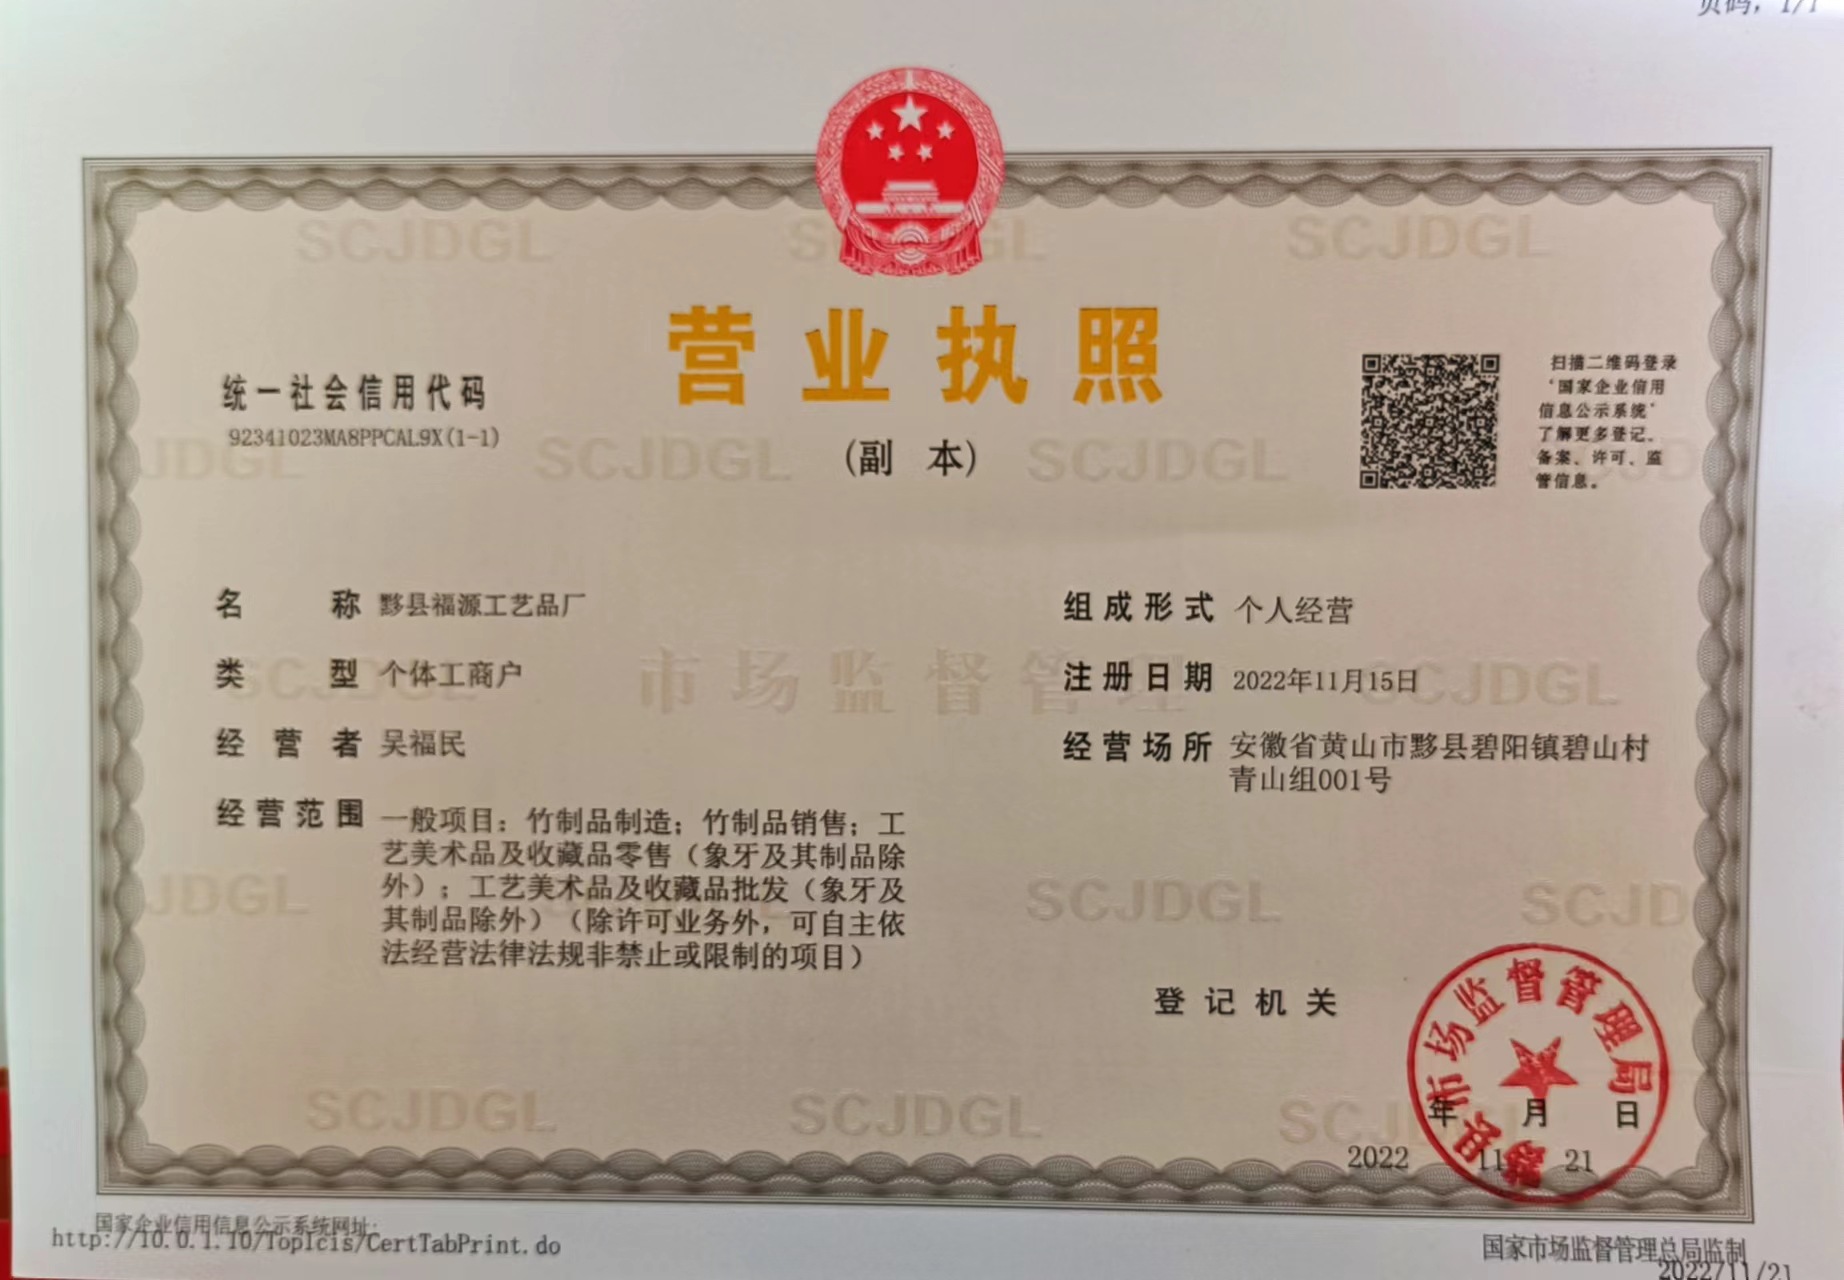 页码，1/1
营业执照
(副 本)
统一社会信用代码
92341023MA8PPCAL9X(1-1)
扫描二维码登录
‘国家企业信用
信息公示系统’
了解更多登记、
备案、许可、监
管信息。
名 称 黟县福源工艺品厂
类 型 个体工商户
经 营 者 吴福民
经营范围 一般项目：竹制品制造；竹制品销售；工
艺美术品及收藏品零售（象牙及其制品除
外）；工艺美术品及收藏品批发（象牙及
其制品除外）（除许可业务外，可自主依
法经营法律法规非禁止或限制的项目）
组成形式 个人经营
注册日期 2022年11月15日
经营场所 安徽省黄山市黟县碧阳镇碧山村
青山组001号
登记机关
黟县市场监督管理局
年 月 日
2022 11 21
国家企业信用信息公示系统网址:
http://10.0.1.10/TopIcis/CertTabPrint.do
国家市场监督管理总局监制
2022/11/21
市场监督管理
SCJDGL